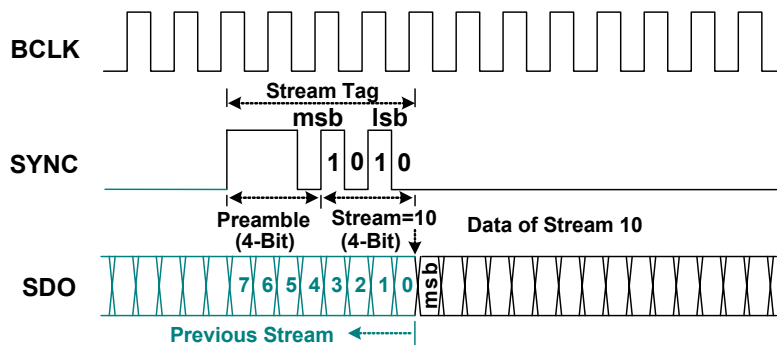 BCLK
Stream Tag
msb lsb
SYNC
1 0 1 0
Preamble
(4-Bit)
Stream=10
(4-Bit)
Data of Stream 10
SDO
7 6 5 4 3 2 1 0
msb
Previous Stream